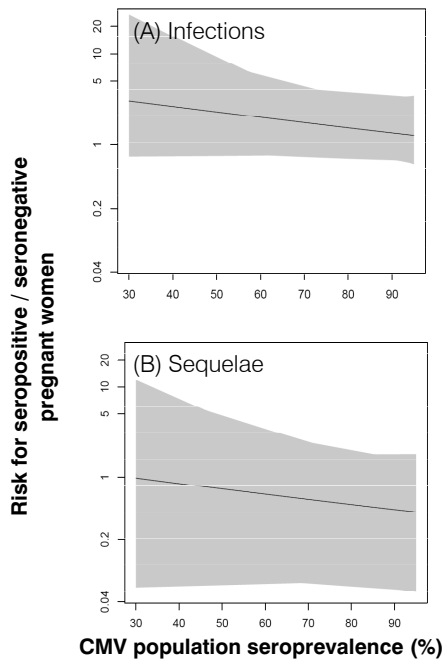 (A) Infections
20
10
5
1
0.2
0.04
30 40 50 60 70 80 90
Risk for seropositive / seronegative
pregnant women
(B) Sequelae
20
10
5
1
0.2
0.04
30 40 50 60 70 80 90
CMV population seroprevalence (%)